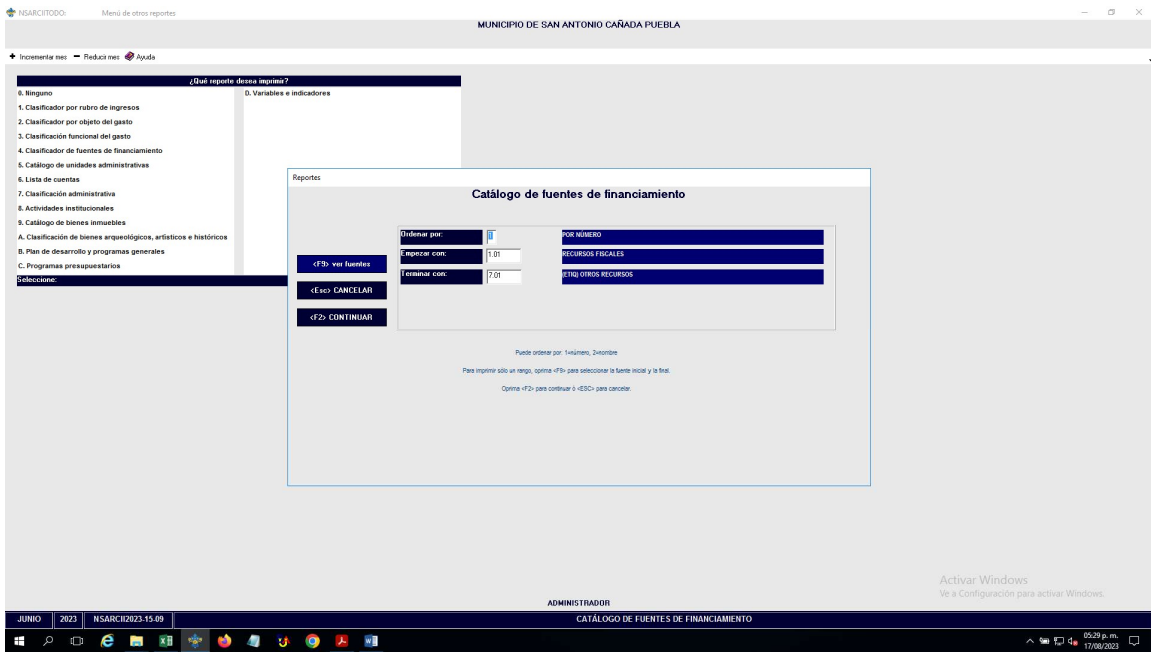 NSARCIITODO: Menú de otros reportes
MUNICIPIO DE SAN ANTONIO CAÑADA PUEBLA
Incrementar mes Reducir mes Ayuda
¿Qué reporte desea imprimir?
0. Ninguno
1. Clasificador por rubro de ingresos
2. Clasificador por objeto del gasto
3. Clasificación funcional del gasto
4. Clasificador de fuentes de financiamiento
5. Catálogo de unidades administrativas
6. Lista de cuentas
7. Clasificación administrativa
8. Actividades institucionales
9. Catálogo de bienes inmuebles
A. Clasificación de bienes arqueológicos, artísticos e históricos
B. Plan de desarrollo y programas generales
C. Programas presupuestarios
D. Variables e indicadores
Seleccione:
Reportes
Catálogo de fuentes de financiamiento
Ordenar por: 1 POR NÚMERO
Empezar con: 1.01 RECURSOS FISCALES
Terminar con: 7.01 (ETIQ) OTROS RECURSOS
<F9> ver fuentes
<Esc> CANCELAR
<F2> CONTINUAR
Puede ordenar por: 1=número, 2=nombre
Para imprimir sólo un rango, oprima <F9> para seleccionar la fuente inicial y la final.
Oprima <F2> para continuar ó <ESC> para cancelar.
Activar Windows
Ve a Configuración para activar Windows.
ADMINISTRADOR
JUNIO 2023 NSARCII2023-15-09 CATÁLOGO DE FUENTES DE FINANCIAMIENTO
05:29 p. m.
17/08/2023